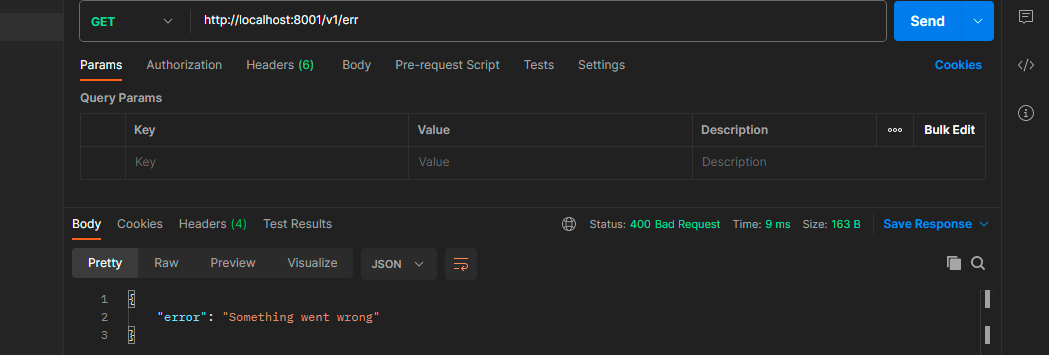 GET http://localhost:8001/v1/err Send
Params Authorization Headers (6) Body Pre-request Script Tests Settings Cookies
Query Params
Key Value Description Bulk Edit
Key Value Description
Body Cookies Headers (4) Test Results Status: 400 Bad Request Time: 9 ms Size: 163 B Save Response
Pretty Raw Preview Visualize JSON
1 {
2 "error": "Something went wrong"
3 }